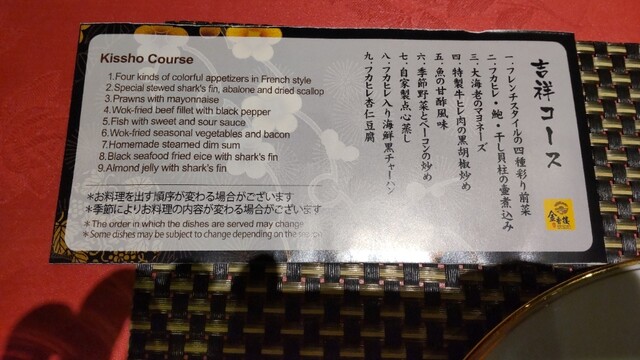 Kissho Course
1.Four kinds of colorful appetizers in French style
2.Special stewed shark's fin, abalone and dried scallop
3.Prawns with mayonnaise
4.Wok-fried beef fillet with black pepper
5.Fish with sweet and sour sauce
6.Wok-fried seasonal vegetables and bacon
7.Homemade steamed dim sum
8.Black seafood fried eice with shark's fin
9.Almond jelly with shark's fin
*お料理を出す順序が変わる場合がございます
*季節によりお料理の内容が変わる場合がございます
*The order in which the dishes are served may change
*Some dishes may be subject to change depending on the
吉祥コース
一.フレンチスタイルの四種彩り前菜
二.フカヒレ・鮑・干し貝柱の壷煮込み
三.大海老のマヨネーズ
四.特製牛ヒレ肉の黒胡椒炒め
五.魚の甘酢風味
六.季節野菜とベーコンの炒め
七.自家製点心蒸し
八.フカヒレ入り海鮮黒チャーハン
九.フカヒレ杏仁豆腐